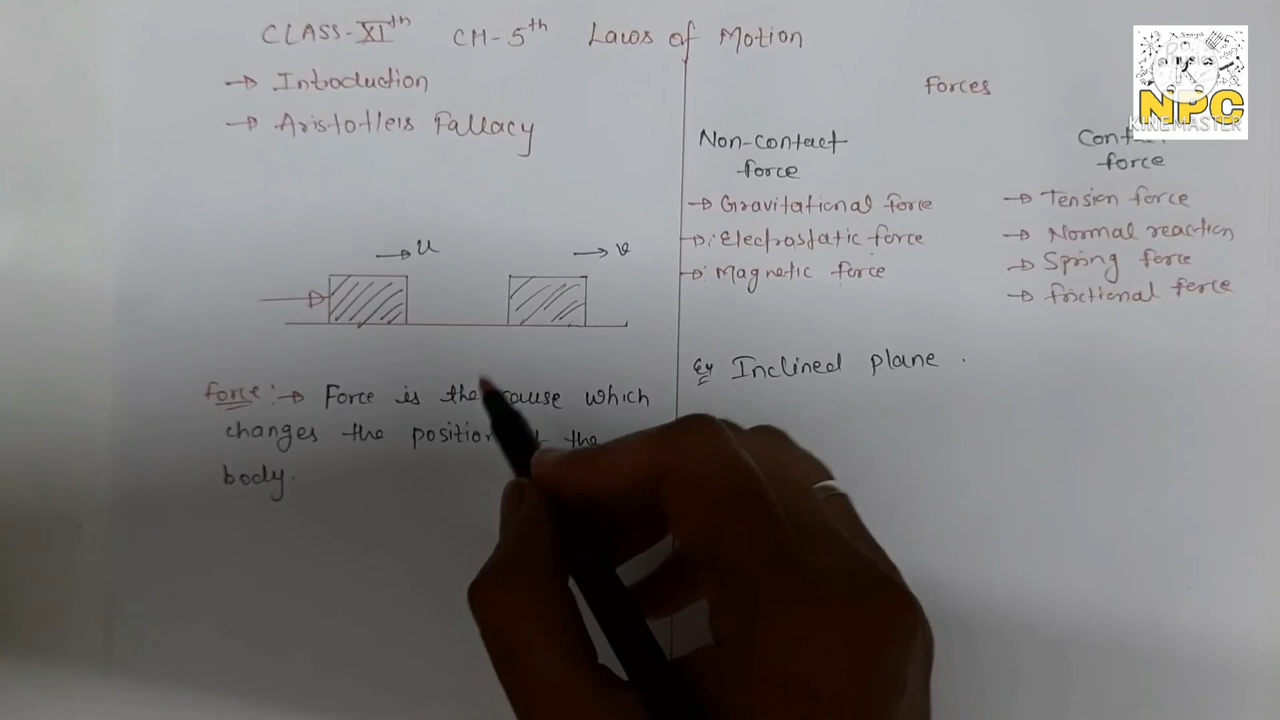 CLASS-XIth CH-5th Laws of Motion
→ Introduction
→ Aristotle's Fallacy
→ u
→ v
Force :→ Force is the cause which
changes the position the
body.
Forces
Non-contact
force
→ Gravitational force
→ Electrostatic force
→ Magnetic force
force
→ Tension force
→ Normal reaction
→ Spring force
→ frictional force
Ex Inclined plane .
Physics
NPC
KINEMASTER